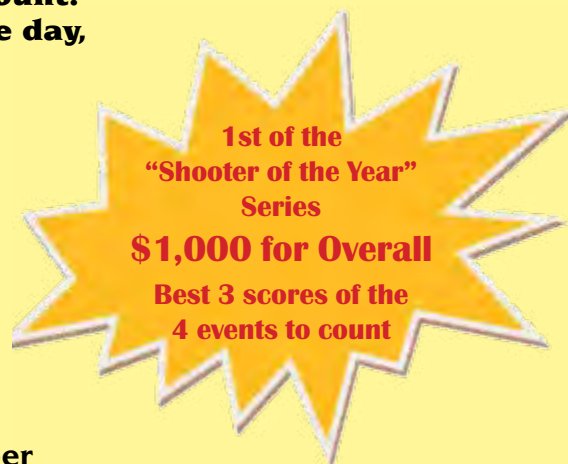 e day,
1st of the
“Shooter of the Year”
Series
$1,000 for Overall
Best 3 scores of the
4 events to count